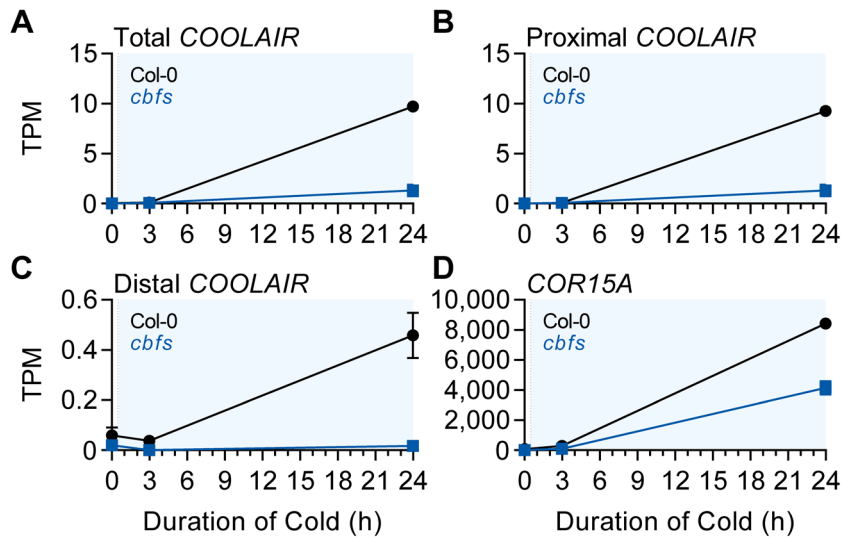 A
Total COOLAIR
15
10
5
0
TPM
Col-0
cbfs
0 3 6 9 12 15 18 21 24
B
Proximal COOLAIR
15
10
5
0
Col-0
cbfs
0 3 6 9 12 15 18 21 24
C
Distal COOLAIR
0.6
0.4
0.2
0
TPM
Col-0
cbfs
0 3 6 9 12 15 18 21 24
Duration of Cold (h)
D
COR15A
10,000
8,000
6,000
4,000
2,000
0
Col-0
cbfs
0 3 6 9 12 15 18 21 24
Duration of Cold (h)